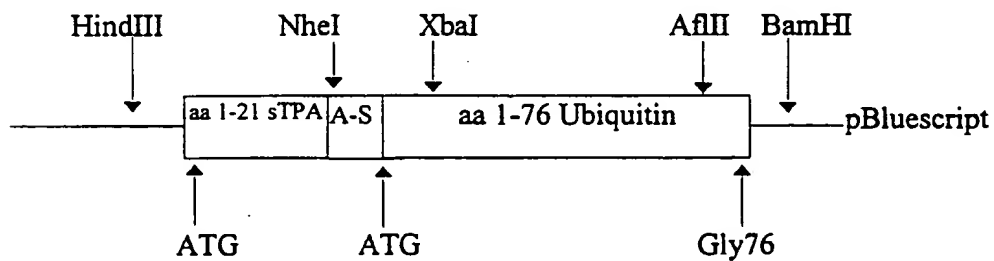 HindIII NheI XbaI AflII BamHI
aa 1-21 sTPA A-S aa 1-76 Ubiquitin pBluescript
ATG ATG Gly76